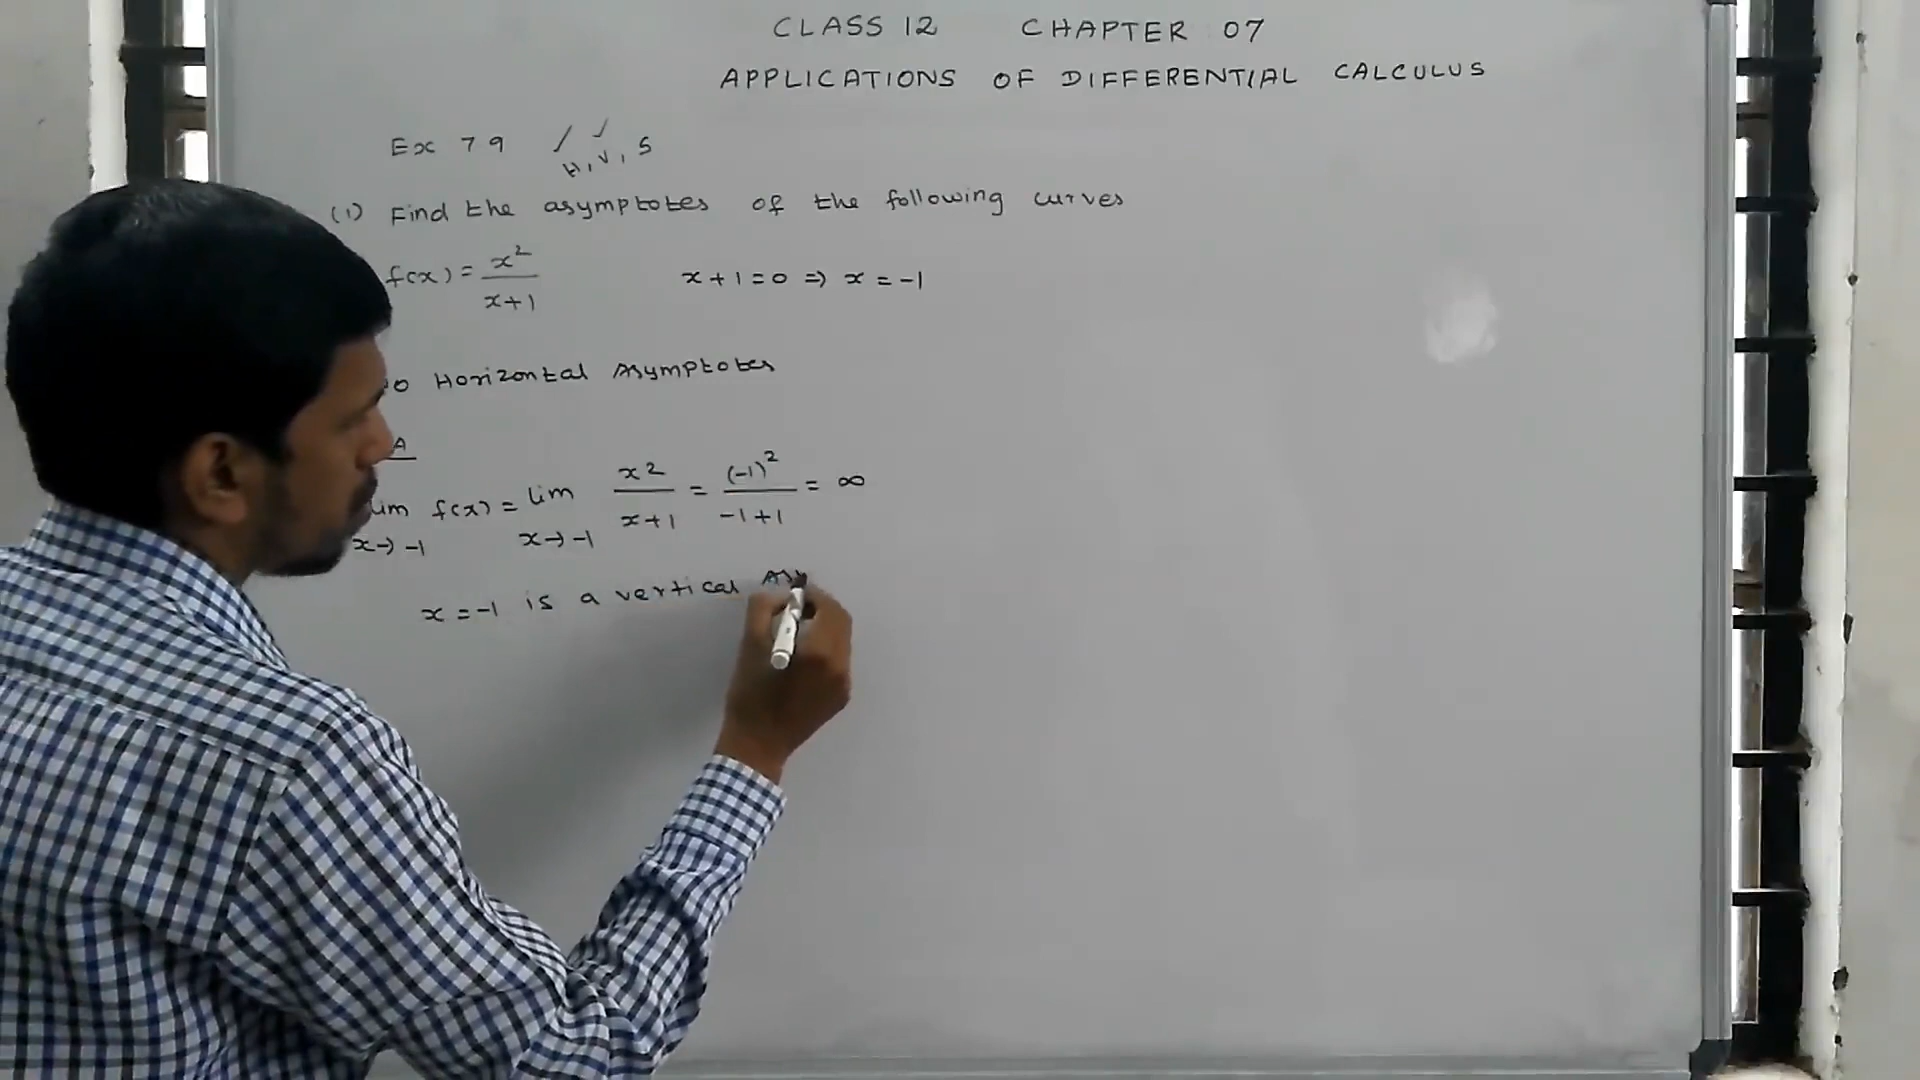 CLASS 12 CHAPTER 07
APPLICATIONS OF DIFFERENTIAL CALCULUS
Ex 7 9 H, V, S
(1) Find the asymptotes of the following curves
f(x) = x²/(x+1) x+1=0 ⇒ x = -1
Horizontal Asymptotes
A
lim x→-1 f(x) = lim x→-1 x²/(x+1) = (-1)²/(-1+1) = ∞
x = -1 is a vertical